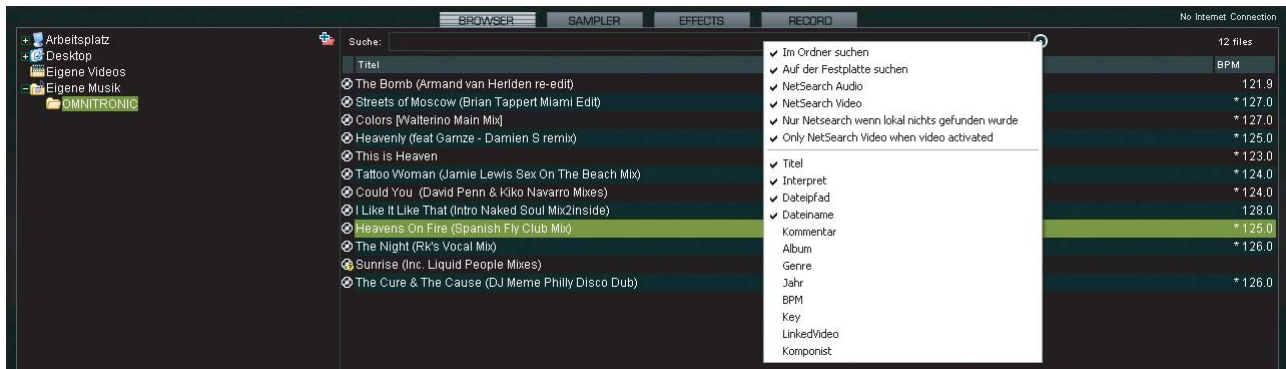 BROWSER SAMPLER EFFECTS RECORD No Internet Connection
Arbeitsplatz
Desktop
Eigene Videos
Eigene Musik
OMNITRONIC
Suche: 12 files
Titel BPM
The Bomb (Armand van Herlden re-edit) 121.9
Streets of Moscow (Brian Tappert Miami Edit) * 127.0
Colors [Walterino Main Mix] * 127.0
Heavenly (feat Gamze - Damien S remix) * 125.0
This is Heaven * 123.0
Tattoo Woman (Jamie Lewis Sex On The Beach Mix) * 124.0
Could You (David Penn & Kiko Navarro Mixes) * 124.0
I Like It Like That (Intro Naked Soul Mix2inside) 128.0
Heavens On Fire (Spanish Fly Club Mix) * 125.0
The Night (Rk's Vocal Mix) * 126.0
Sunrise (Inc. Liquid People Mixes)
The Cure & The Cause (DJ Meme Philly Disco Dub) * 126.0
Im Ordner suchen
Auf der Festplatte suchen
NetSearch Audio
NetSearch Video
Nur Netsearch wenn lokal nichts gefunden wurde
Only NetSearch Video when video activated
Titel
Interpret
Dateipfad
Dateiname
Kommentar
Album
Genre
Jahr
BPM
Key
LinkedVideo
Komponist